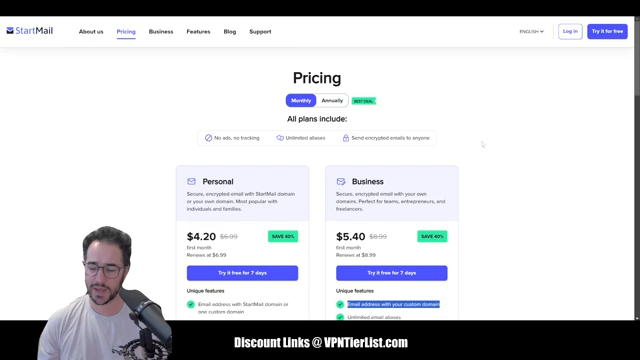 StartMail
About us
Pricing
Business
Features
Blog
Support
ENGLISH
Log in
Try it for free
Pricing
Monthly
Annually
BEST DEAL
All plans include:
No ads, no tracking
Unlimited aliases
Send encrypted emails to anyone
Personal
Secure, encrypted email with StartMail domain
or your own domain. Most popular with
individuals and families.
$4.20 $6.99
SAVE 40%
first month
Renews at $6.99
Try it free for 7 days
Unique features
Email address with StartMail domain or
one custom domain
Business
Secure, encrypted email with your own
domains. Perfect for teams, entrepreneurs, and
freelancers.
$5.40 $8.99
SAVE 40%
first month
Renews at $8.99
Try it free for 7 days
Unique features
Email address with your custom domain
Unlimited email aliases
Discount Links @ VPNTierList.com